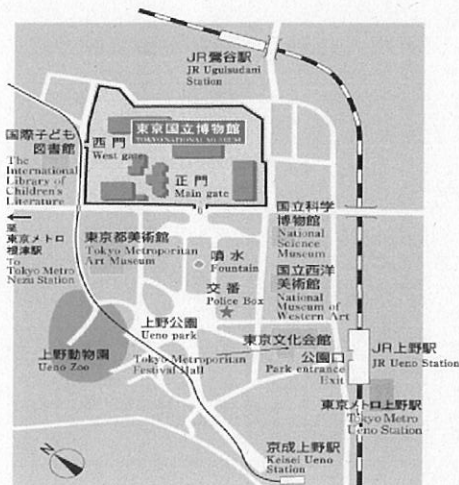 JR鶯谷駅
JR Uguisudani
Station
東京国立博物館
TOKYO NATIONAL MUSEUM
西門
West gate
正門
Main gate
国際子ども
図書館
The
International
Library of
Children's
Literature
至
東京メトロ
根津駅
To
Tokyo Metro
Nezu Station
東京都美術館
Tokyo Metroporitan
Art Museum
国立科学
博物館
National
Science
Museum
噴水
Fountain
国立西洋
美術館
National
Museum of
Western Art
交番
Police Box
上野公園
Ueno park
上野動物園
Ueno Zoo
東京文化会館
Tokyo Metroporitan
Festival Hall
公園口
Park entrance
Exit
JR上野駅
JR Ueno Station
東京メトロ上野駅
Tokyo Metro
Ueno Station
京成上野駅
Keisei Ueno
Station
N